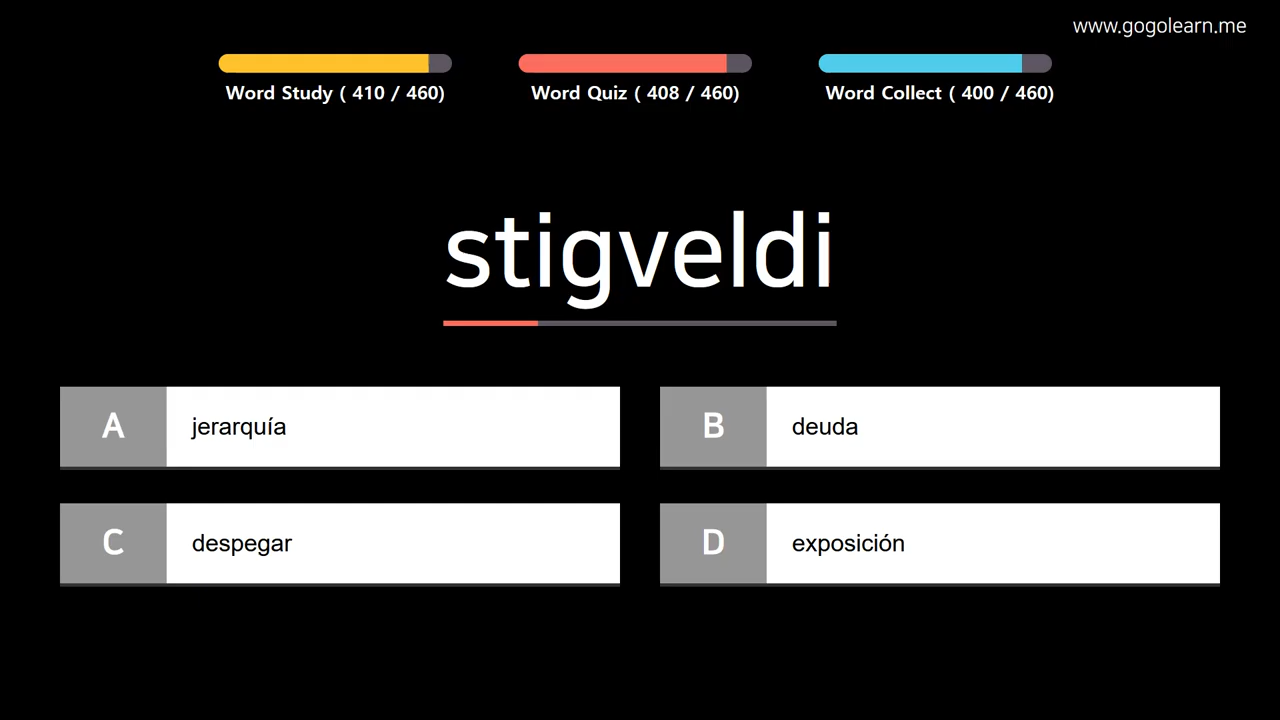 www.gogolearn.me
Word Study ( 410 / 460)
Word Quiz ( 408 / 460)
Word Collect ( 400 / 460)
stigveldi
A jerarquía
B deuda
C despegar
D exposición